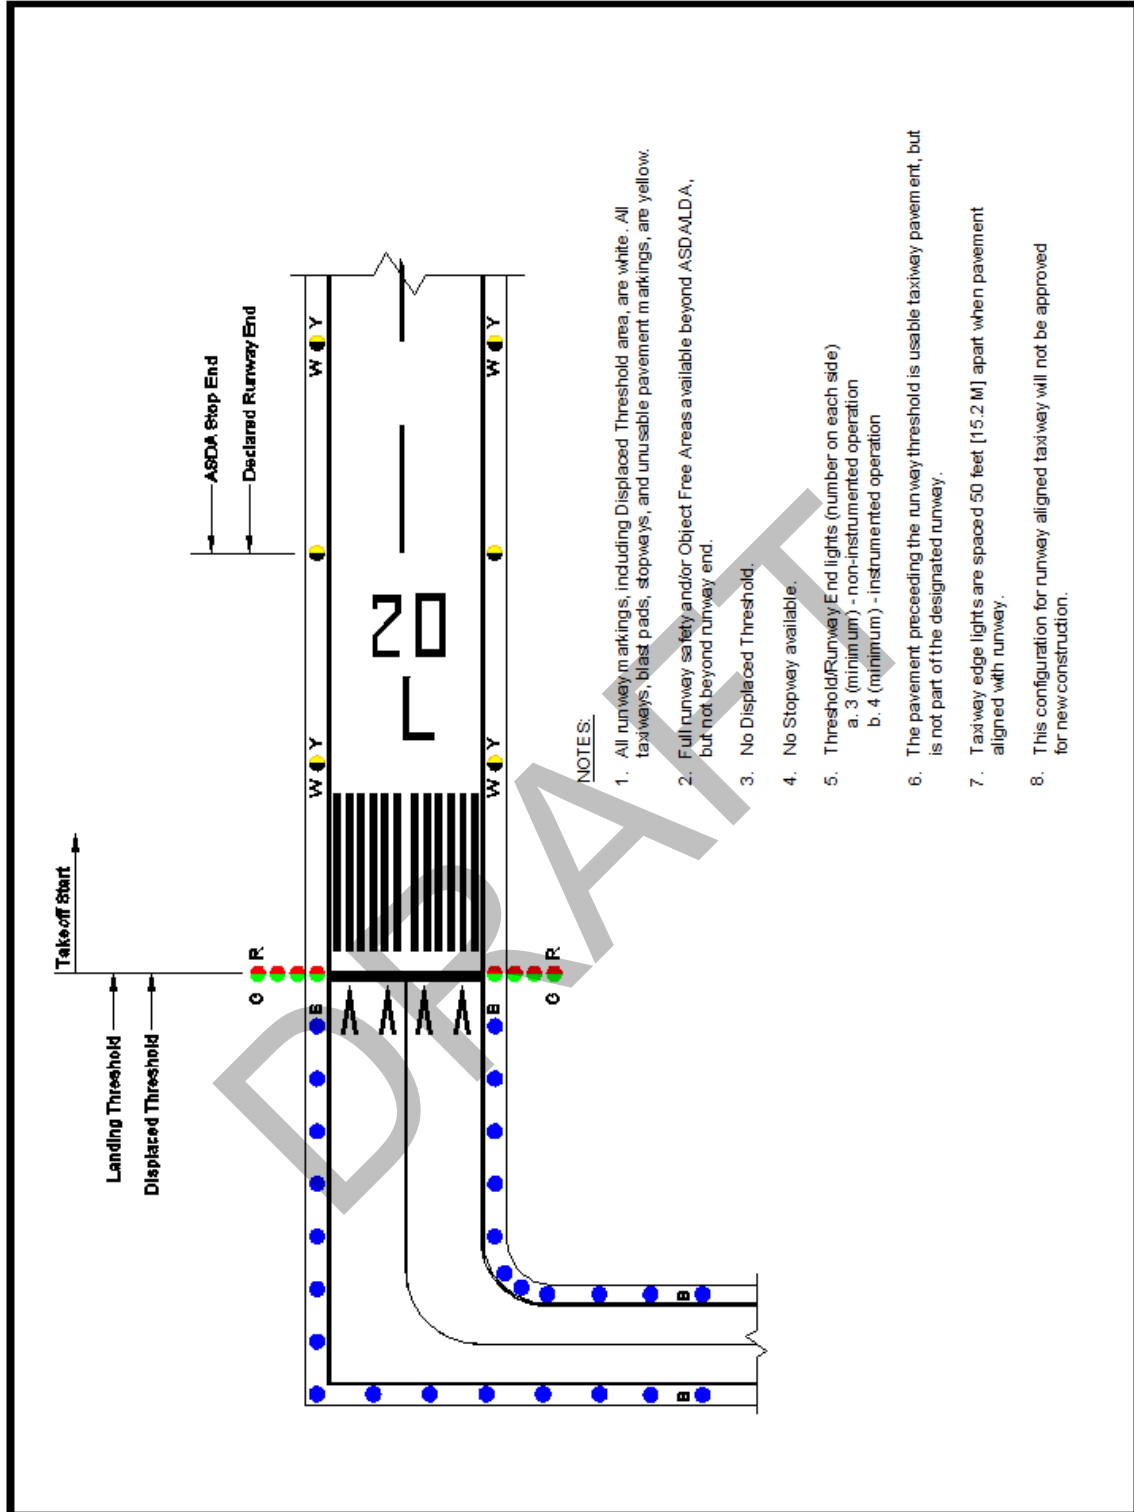 Takeoff Start
Landing Threshold
Displaced Threshold
ASDA Stop End
Declared Runway End
G R
W Y
W Y
B
20
L
B
W Y
W Y
G R
B
B
DRAFT
NOTES:
1. All runway markings, including Displaced Threshold area, are white. All
taxiways, blast pads, stopways, and unusable pavement markings, are yellow.
2. Full runway safety and/or Object Free Areas available beyond ASDA/LDA,
but not beyond runway end.
3. No Displaced Threshold.
4. No Stopway available.
5. Threshold/Runway End lights (number on each side)
a. 3 (minimum) - non-instrumented operation
b. 4 (minimum) - instrumented operation
6. The pavement preceeding the runway threshold is usable taxiway pavement, but
is not part of the designated runway.
7. Taxiway edge lights are spaced 50 feet [15.2 M] apart when pavement
aligned with runway.
8. This configuration for runway aligned taxiway will not be approved
for new construction.